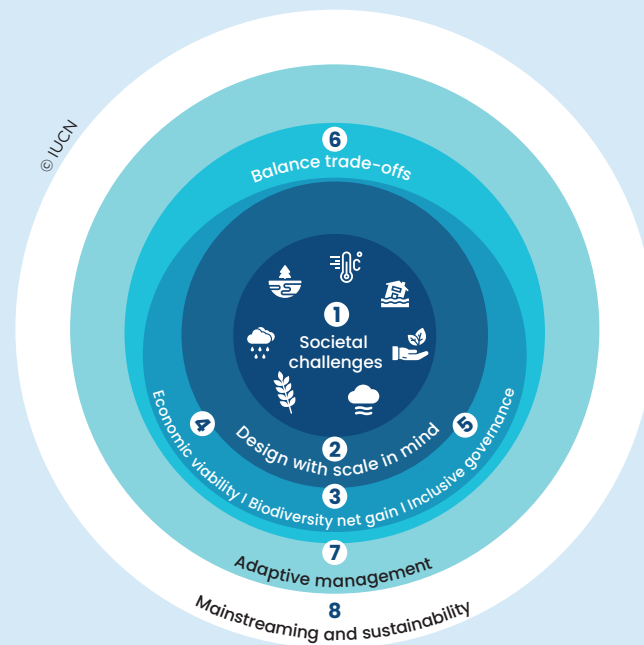 © IUCN
6
Balance trade-offs
°C
1
Societal
challenges
4
5
Design with scale in mind
2
Economic viability I Biodiversity net gain I Inclusive governance
3
7
Adaptive management
8
Mainstreaming and sustainability